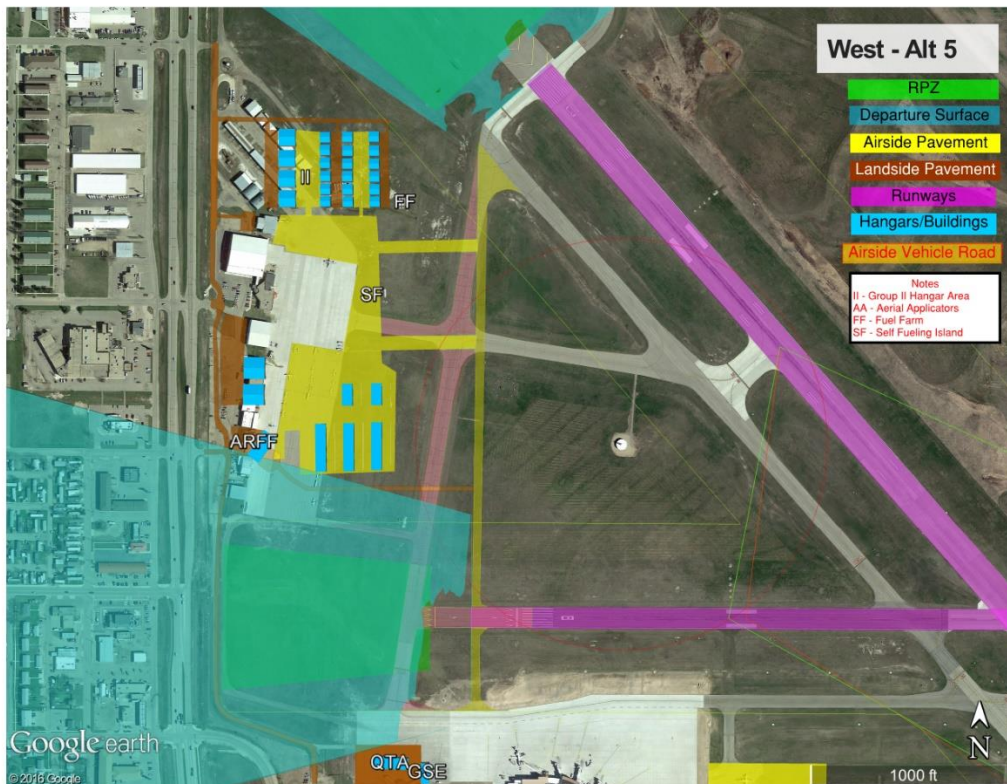 West - Alt 5
RPZ
Departure Surface
Airside Pavement
Landside Pavement
Runways
Hangars/Buildings
Airside Vehicle Road
Notes
II - Group II Hangar Area
AA - Aerial Applicators
FF - Fuel Farm
SF - Self Fueling Island
II
FF
SF
ARFF
QTA
GSE
Google earth
© 2016 Google
N
1000 ft